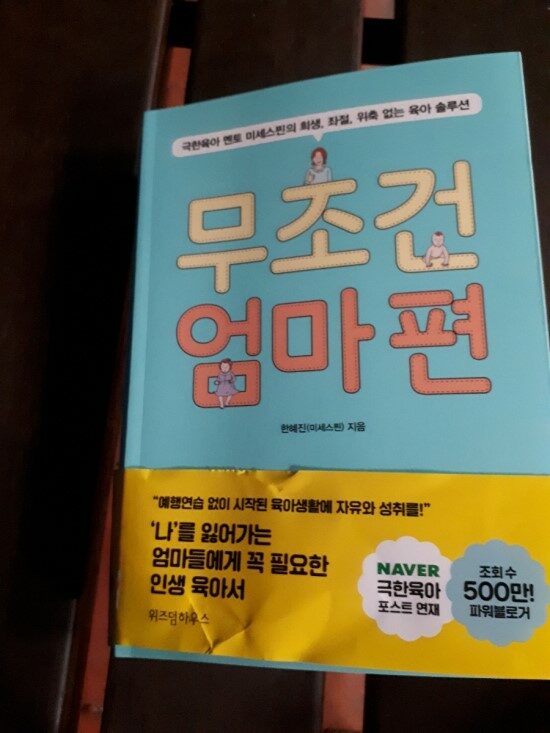 극한육아 멘토 미세스찐의 희생, 좌절, 위축 없는 육아 솔루션
무조건
엄마 편
한혜진(미세스찐) 지음
“예행연습 없이 시작된 육아생활에 자유와 성취를!”
‘나’를 잃어가는
엄마들에게 꼭 필요한
인생 육아서
위즈덤하우스
NAVER
극한육아
포스트 연재
조회 수
500만!
파워블로거